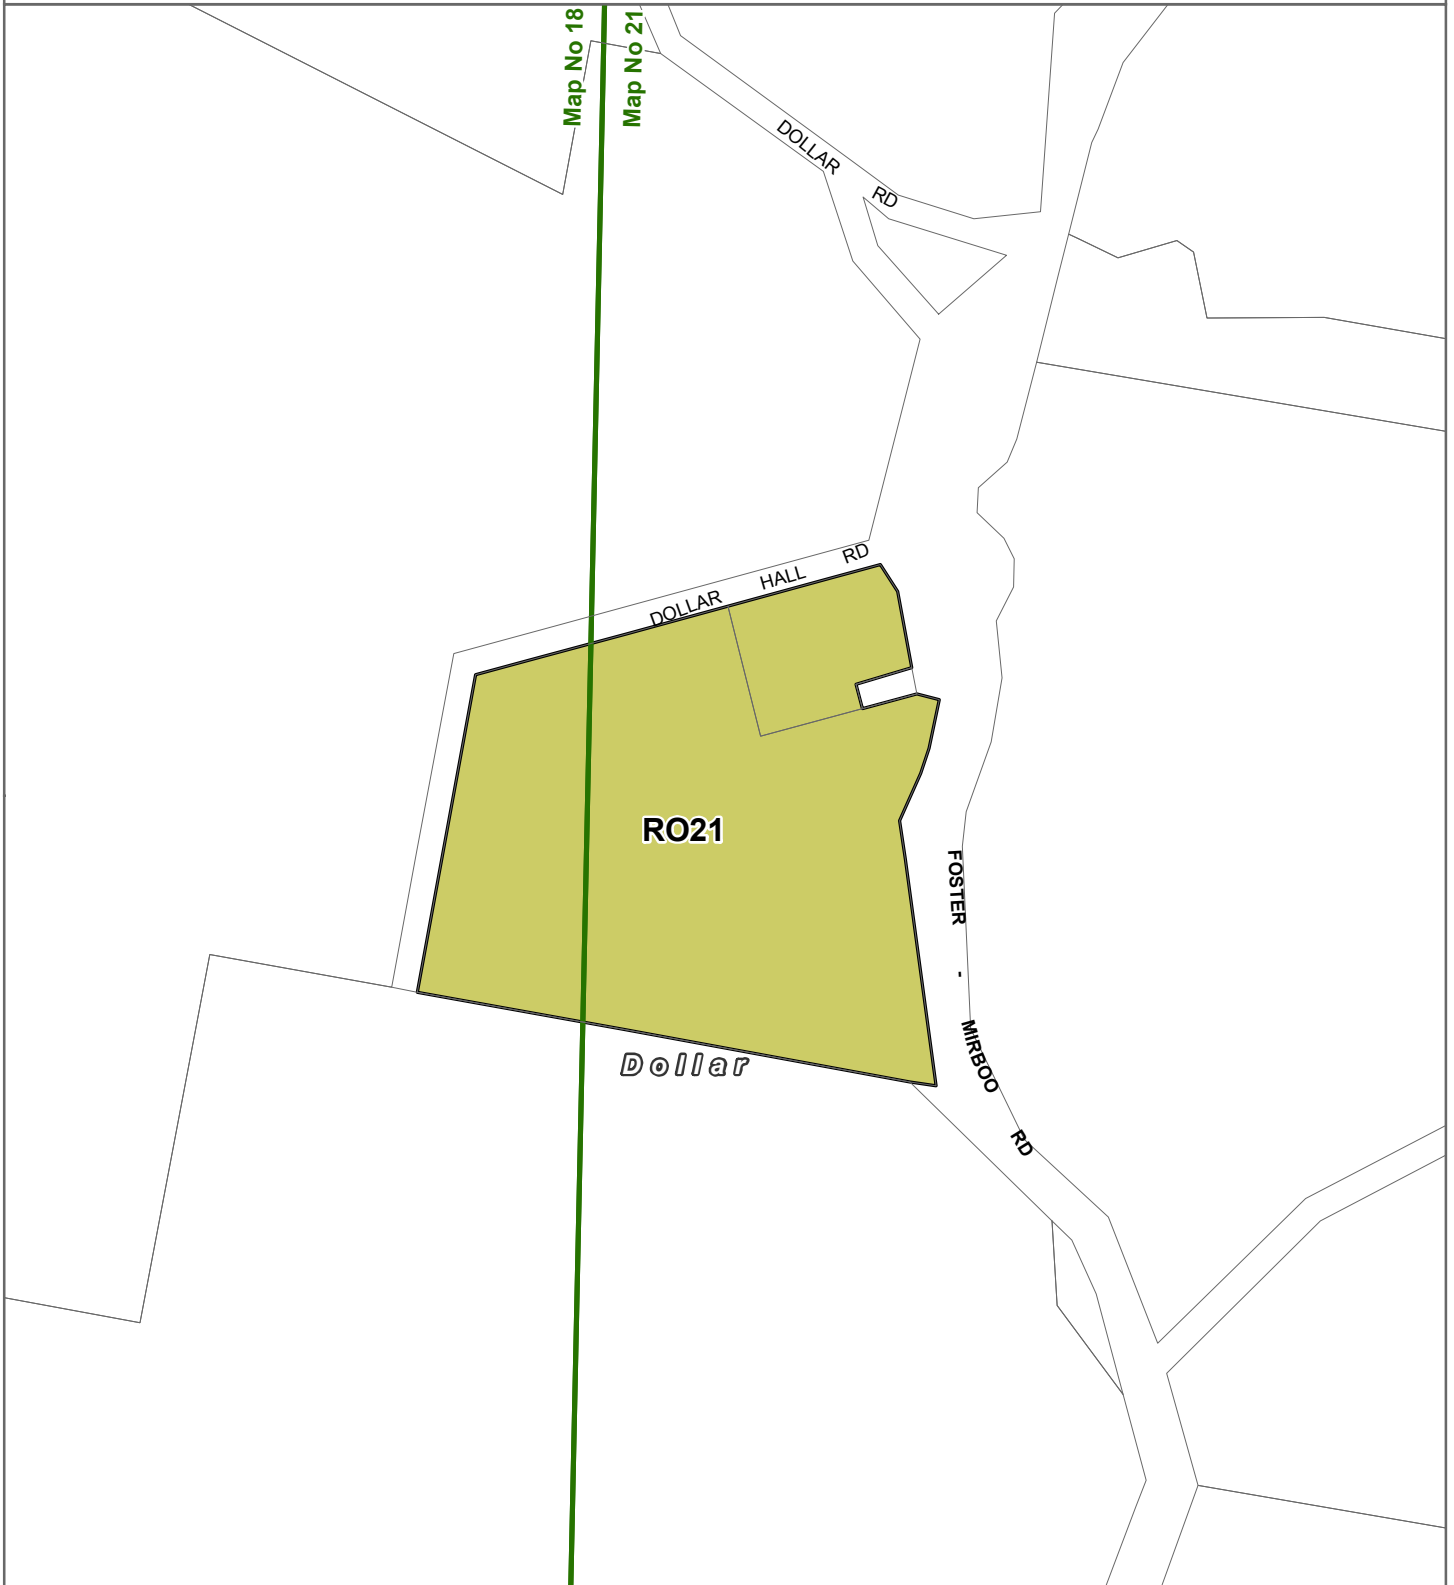 Map No 18
Map No 21
DOLLAR RD
DOLLAR HALL RD
RO21
FOSTER - MIRBOO RD
Dollar